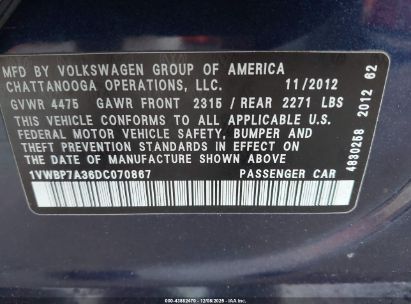 MFD BY VOLKSWAGEN GROUP OF AMERICA
CHATTANOOGA OPERATIONS, LLC. 11/2012
GVWR 4475 GAWR FRONT 2315 / REAR 2271 LBS
THIS VEHICLE CONFORMS TO ALL APPLICABLE U.S.
FEDERAL MOTOR VEHICLE SAFETY, BUMPER AND
THEFT PREVENTION STANDARDS IN EFFECT ON THE
DATE OF MANUFACTURE SHOWN ABOVE
1VWBP7A36DC070867 PASSENGER CAR
4830258 2012 62